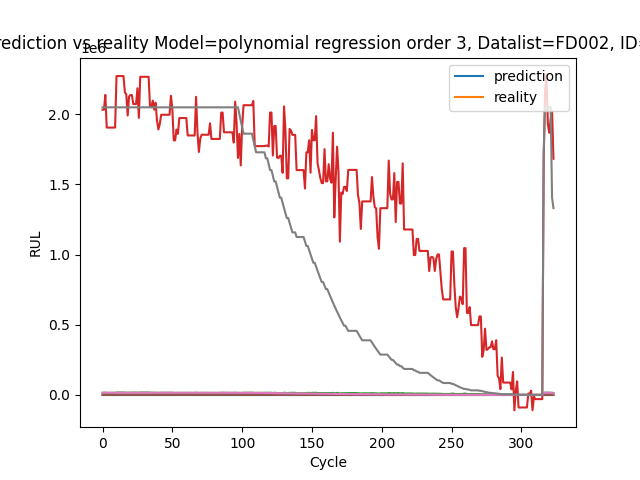 rediction vs reality Model=polynomial regression order 3, Datalist=FD002, ID=
1e6
prediction
reality
2.0
1.5
1.0
0.5
0.0
RUL
0 50 100 150 200 250 300
Cycle